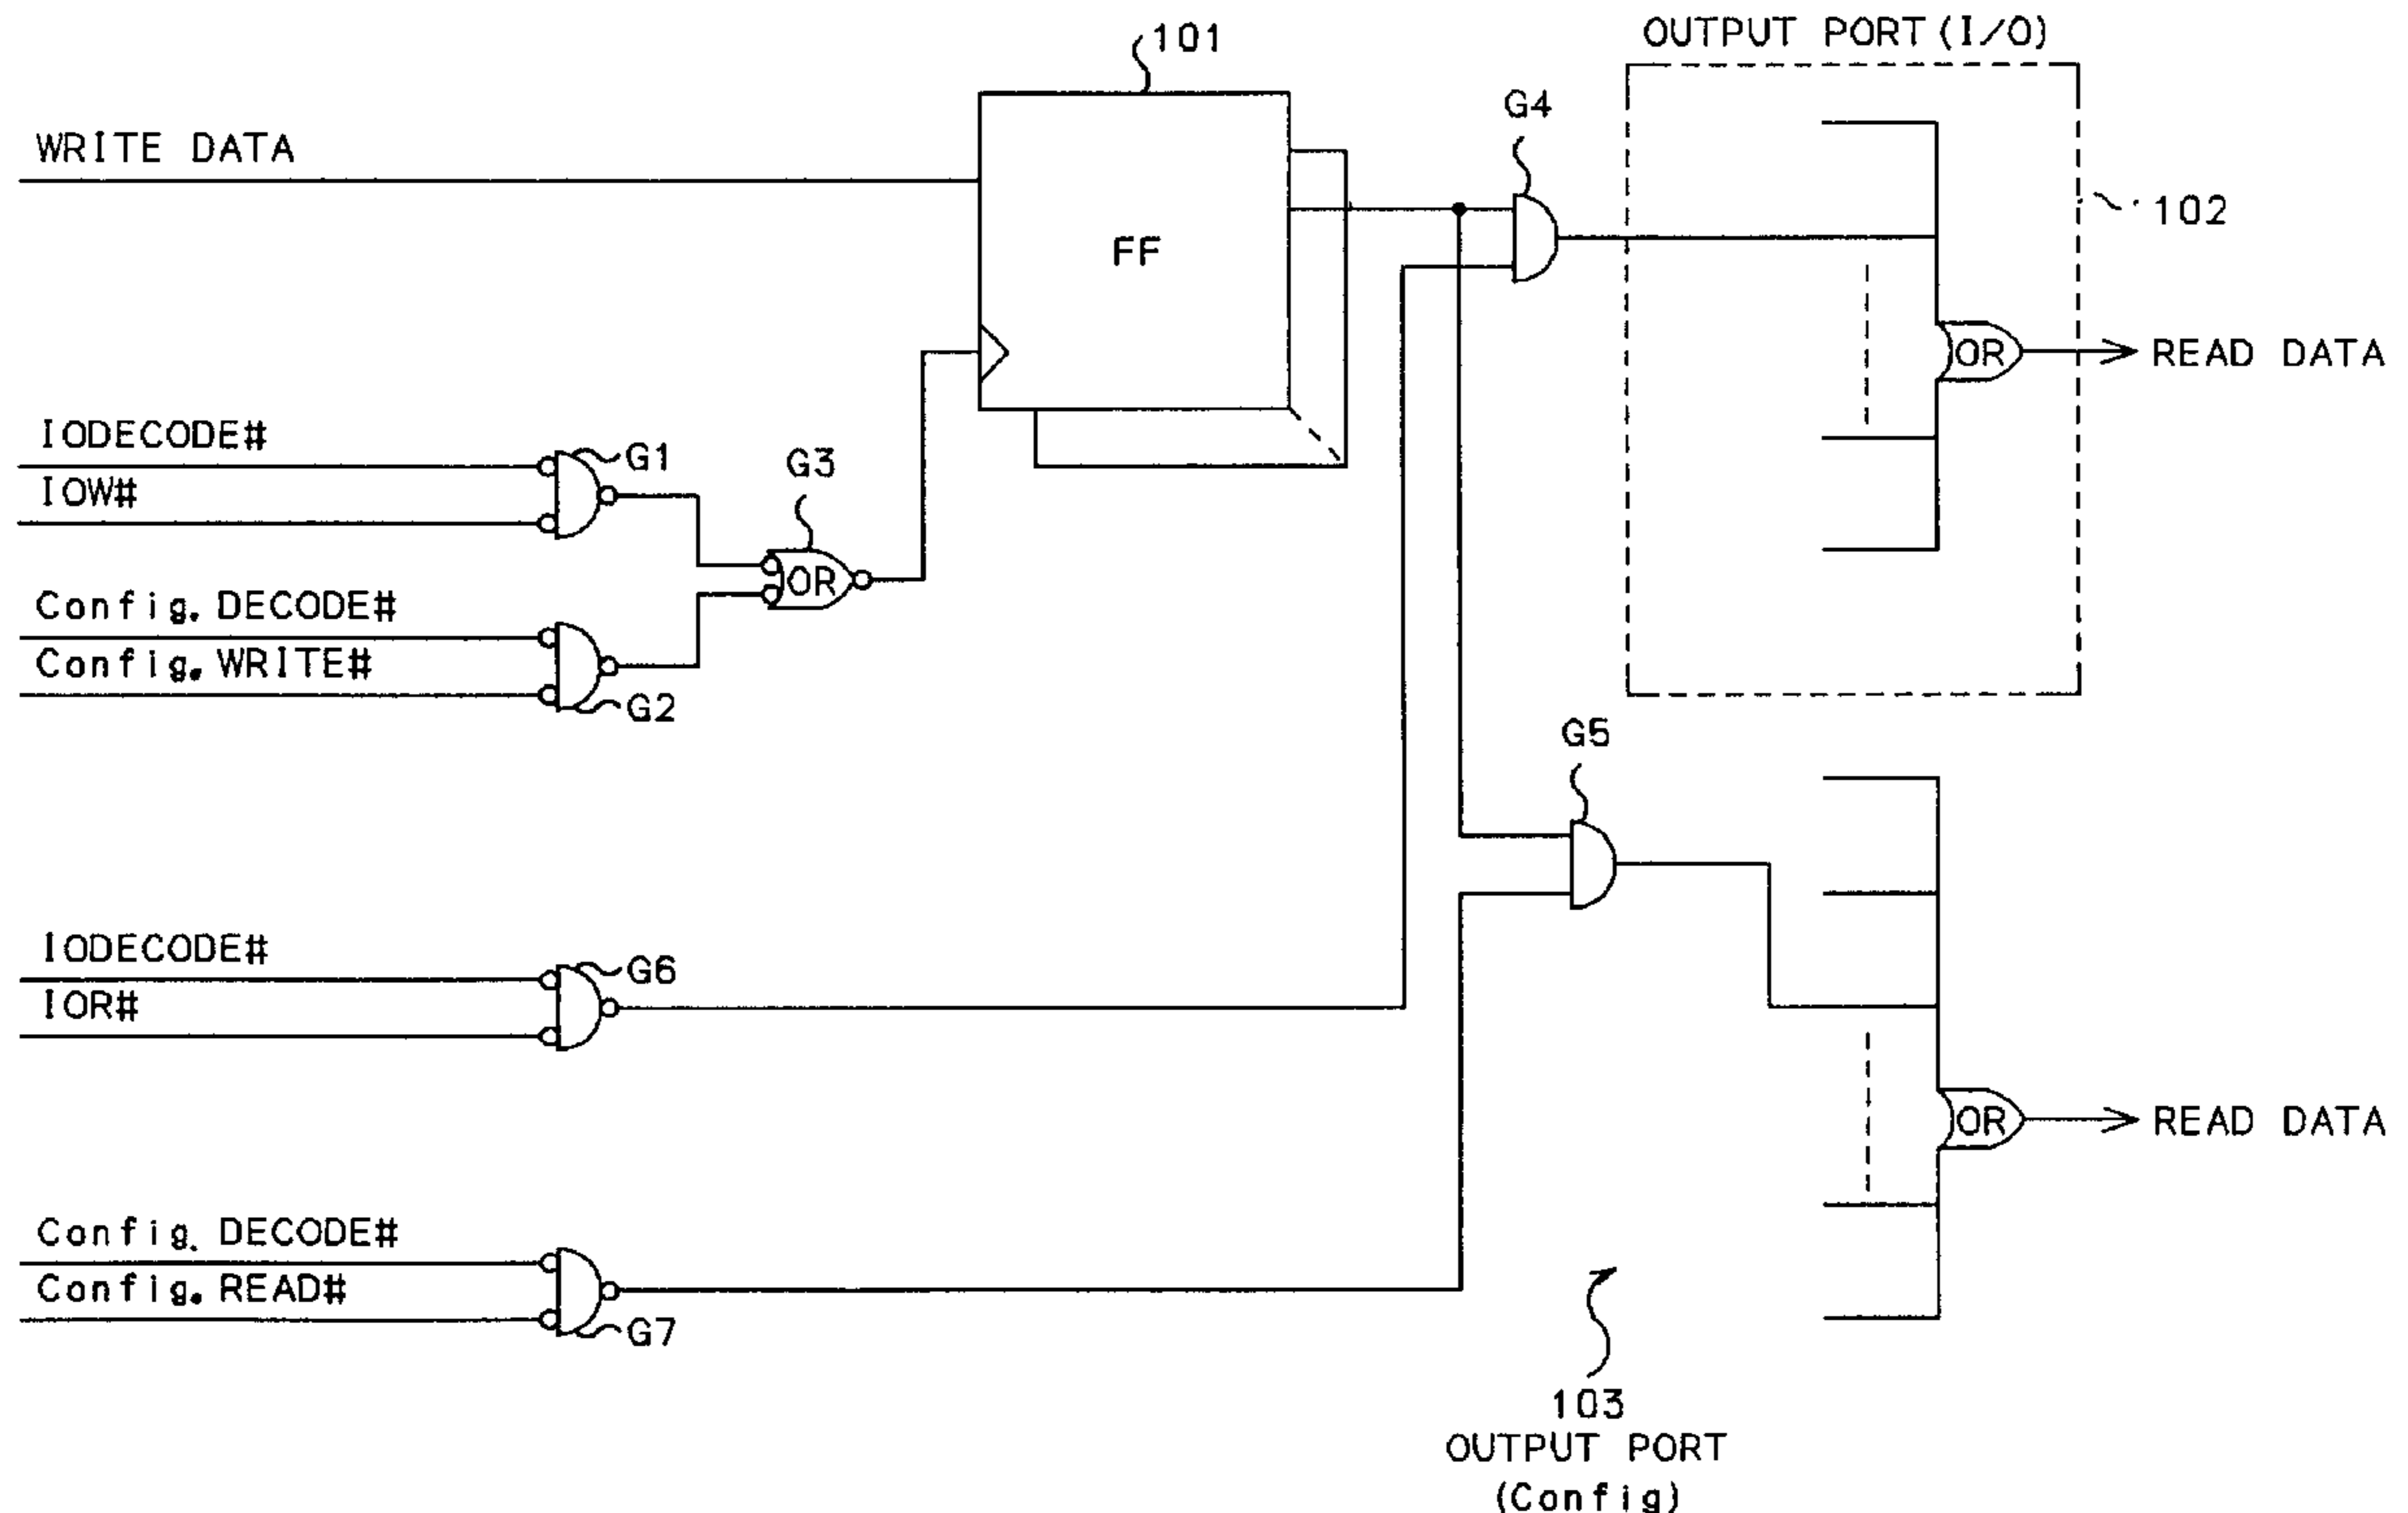 OUTPUT PORT (I/O)
101
G4
WRITE DATA
102
FF
OR
READ DATA
IODECODE#
G1
IOW#
G3
OR
Config. DECODE#
Config. WRITE#
G2
G5
IODECODE#
G6
IOR#
OR
READ DATA
Config. DECODE#
Config. READ#
G7
103
OUTPUT PORT
(Config)